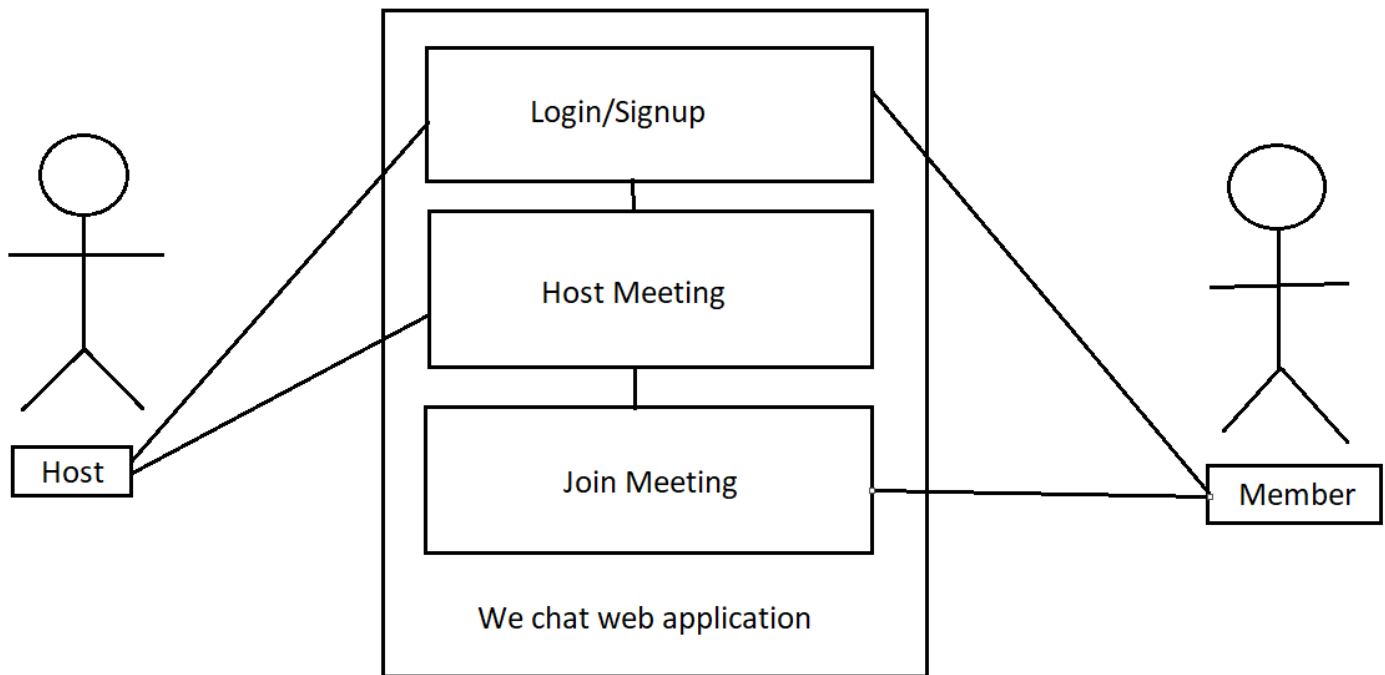 Login/Signup
Host Meeting
Host
Join Meeting
Member
We chat web application